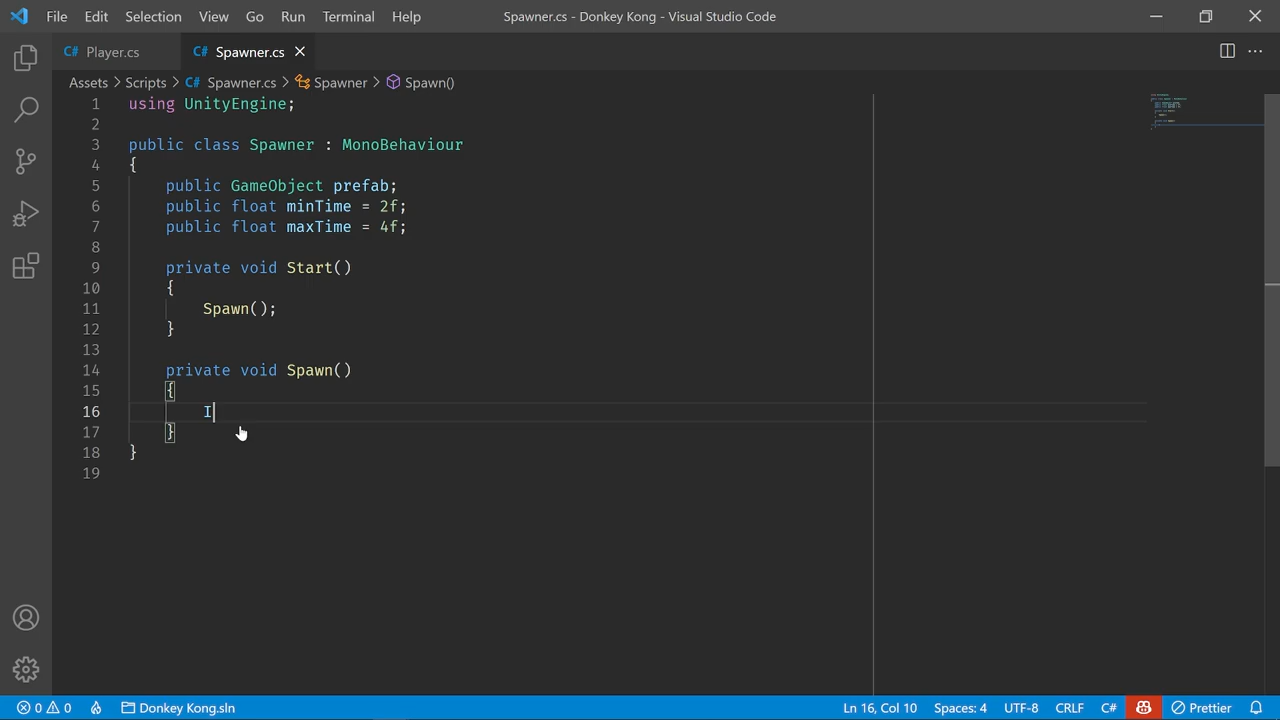 File Edit Selection View Go Run Terminal Help Spawner.cs - Donkey Kong - Visual Studio Code
C# Player.cs C# Spawner.cs
Assets > Scripts > C# Spawner.cs > Spawner > Spawn()
1 using UnityEngine;
2
3 public class Spawner : MonoBehaviour
4 {
5 public GameObject prefab;
6 public float minTime = 2f;
7 public float maxTime = 4f;
8
9 private void Start()
10 {
11 Spawn();
12 }
13
14 private void Spawn()
15 {
16 I
17 }
18 }
19
0 0 Donkey Kong.sln Ln 16, Col 10 Spaces: 4 UTF-8 CRLF C# Prettier